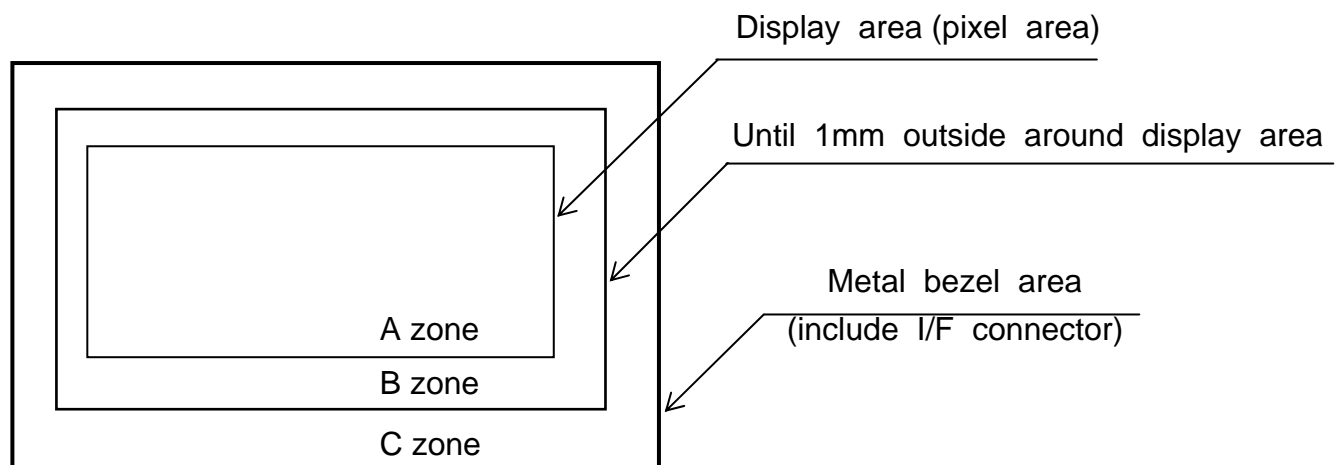 Display area (pixel area)
Until 1mm outside around display area
Metal bezel area
(include I/F connector)
A zone
B zone
C zone